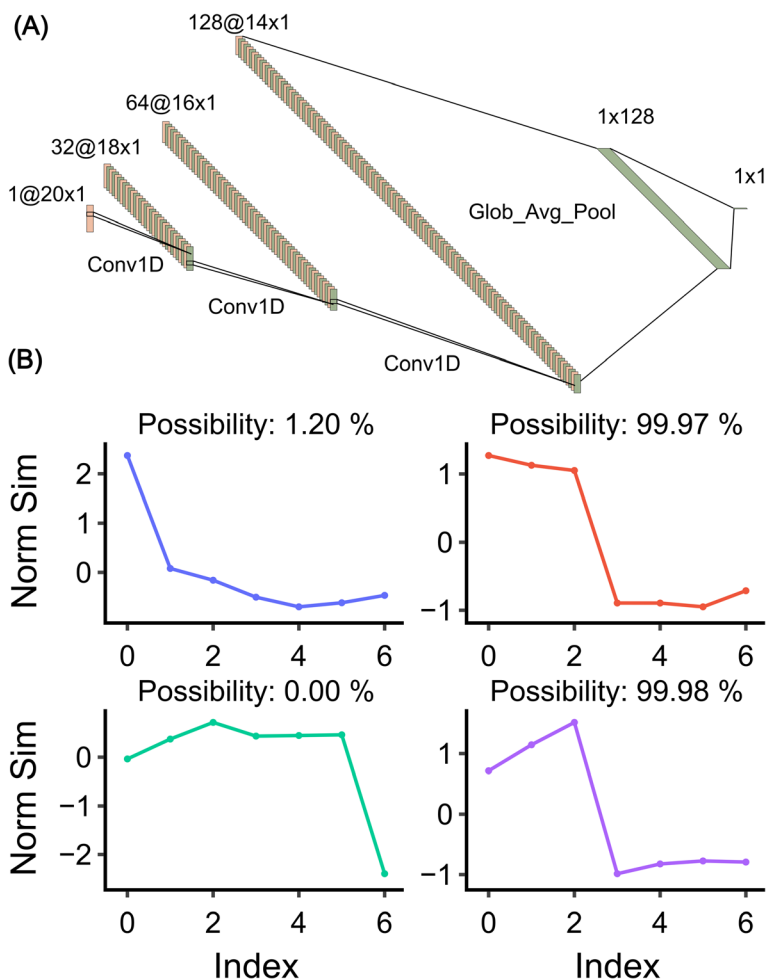 (A)
128@14x1
64@16x1
1x128
32@18x1
1x1
1@20x1
Glob_Avg_Pool
Conv1D
Conv1D
Conv1D
(B)
Possibility: 1.20 %
Possibility: 99.97 %
Norm Sim
2
1
0
0 2 4 6
1
0
−1
0 2 4 6
Possibility: 0.00 %
Possibility: 99.98 %
Norm Sim
0
−1
−2
0 2 4 6
Index
1
0
−1
0 2 4 6
Index